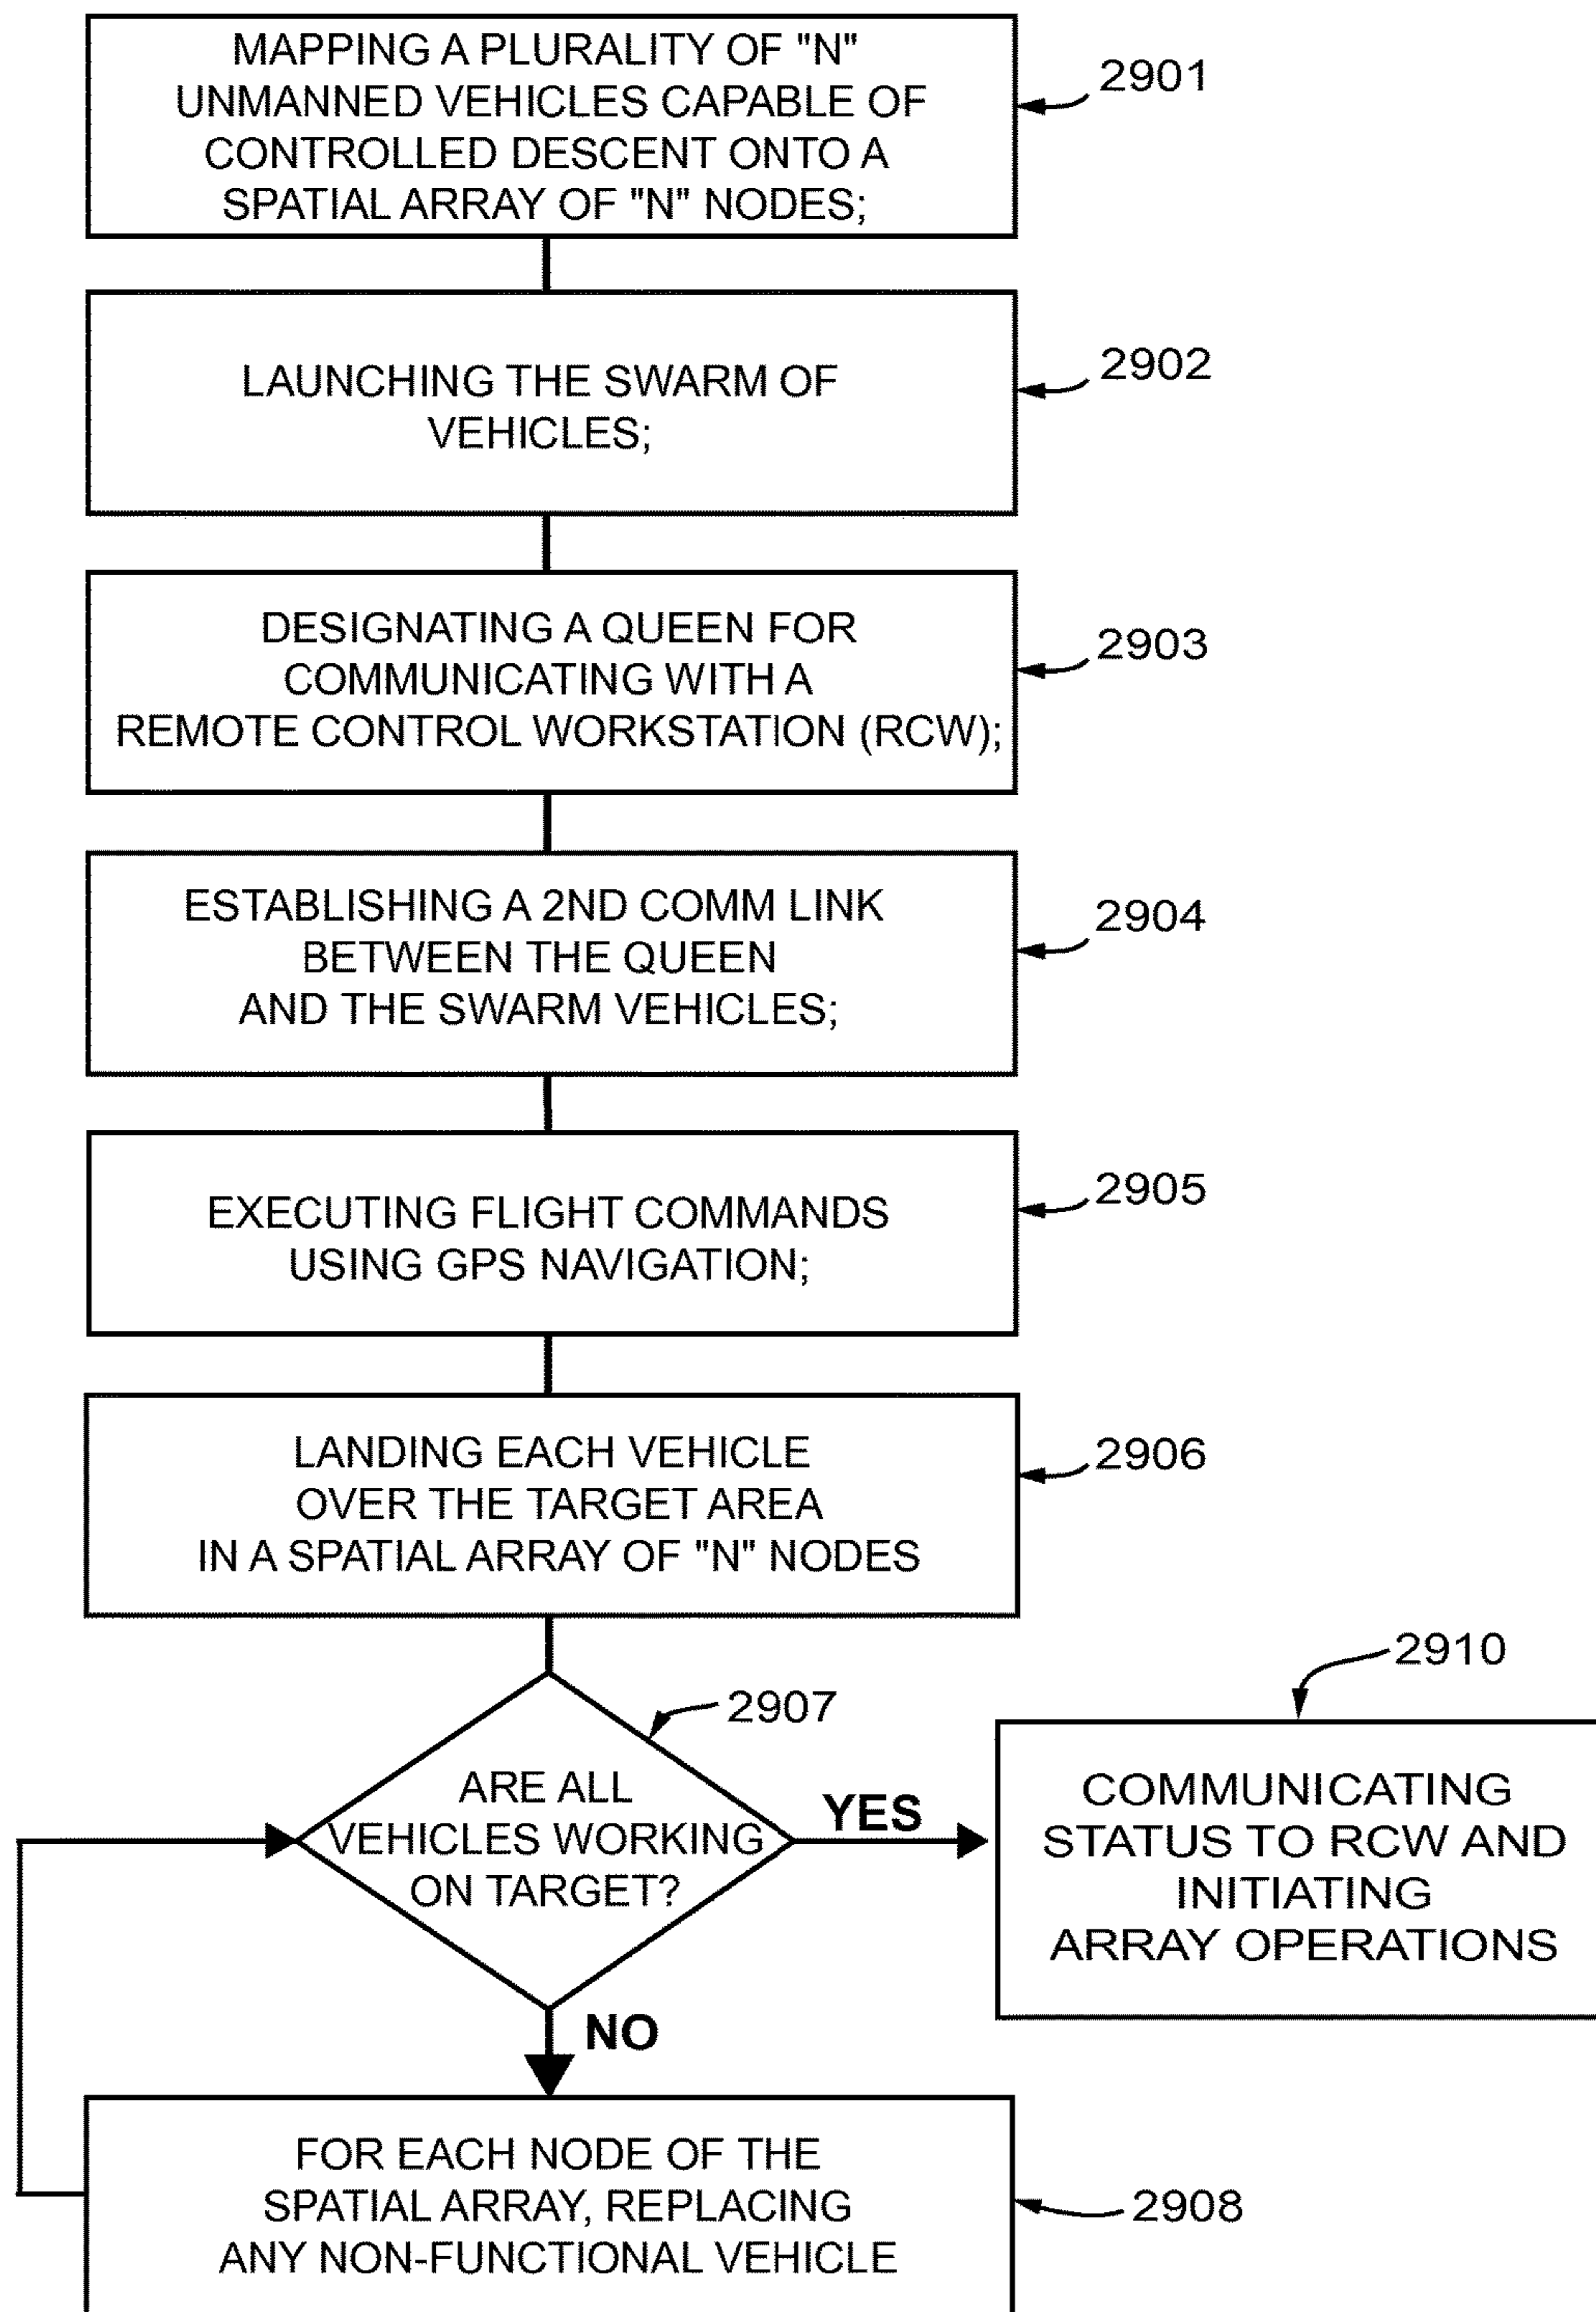 MAPPING A PLURALITY OF "N"
UNMANNED VEHICLES CAPABLE OF
CONTROLLED DESCENT ONTO A
SPATIAL ARRAY OF "N" NODES;
2901
LAUNCHING THE SWARM OF
VEHICLES;
2902
DESIGNATING A QUEEN FOR
COMMUNICATING WITH A
REMOTE CONTROL WORKSTATION (RCW);
2903
ESTABLISHING A 2ND COMM LINK
BETWEEN THE QUEEN
AND THE SWARM VEHICLES;
2904
EXECUTING FLIGHT COMMANDS
USING GPS NAVIGATION;
2905
LANDING EACH VEHICLE
OVER THE TARGET AREA
IN A SPATIAL ARRAY OF "N" NODES
2906
ARE ALL
VEHICLES WORKING
ON TARGET?
2907
YES
2910
COMMUNICATING
STATUS TO RCW AND
INITIATING
ARRAY OPERATIONS
NO
FOR EACH NODE OF THE
SPATIAL ARRAY, REPLACING
ANY NON-FUNCTIONAL VEHICLE
2908